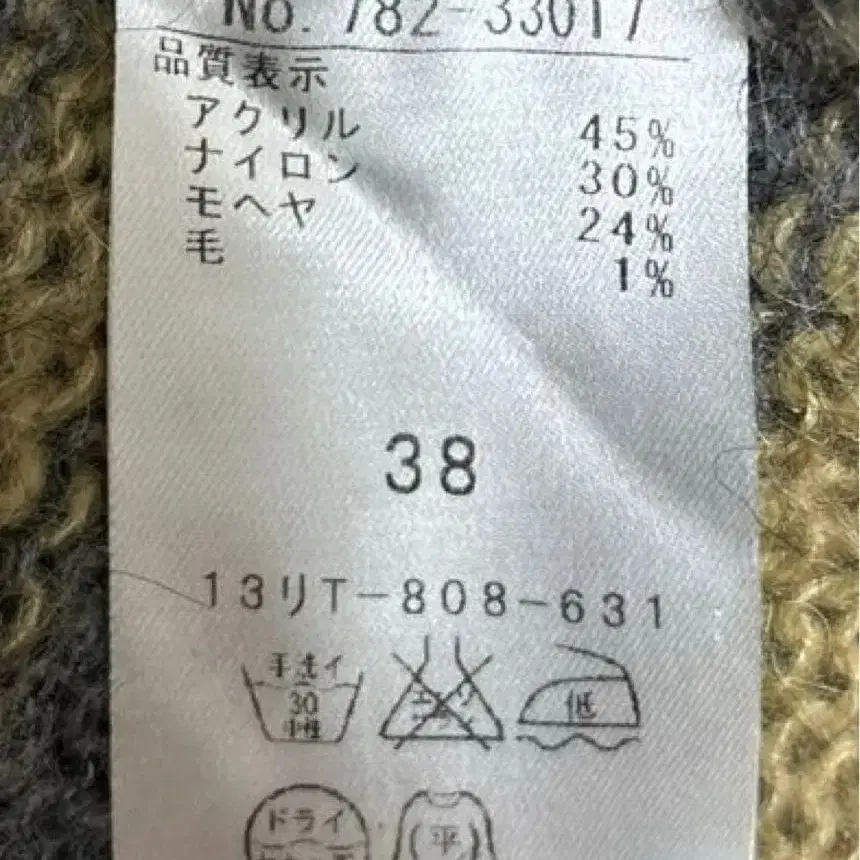 No. 782-33017
品質表示
アクリル 45%
ナイロン 30%
モヘヤ 24%
毛 1%
38
13リT-808-631
手洗イ
30
中性
低
ドライ
平